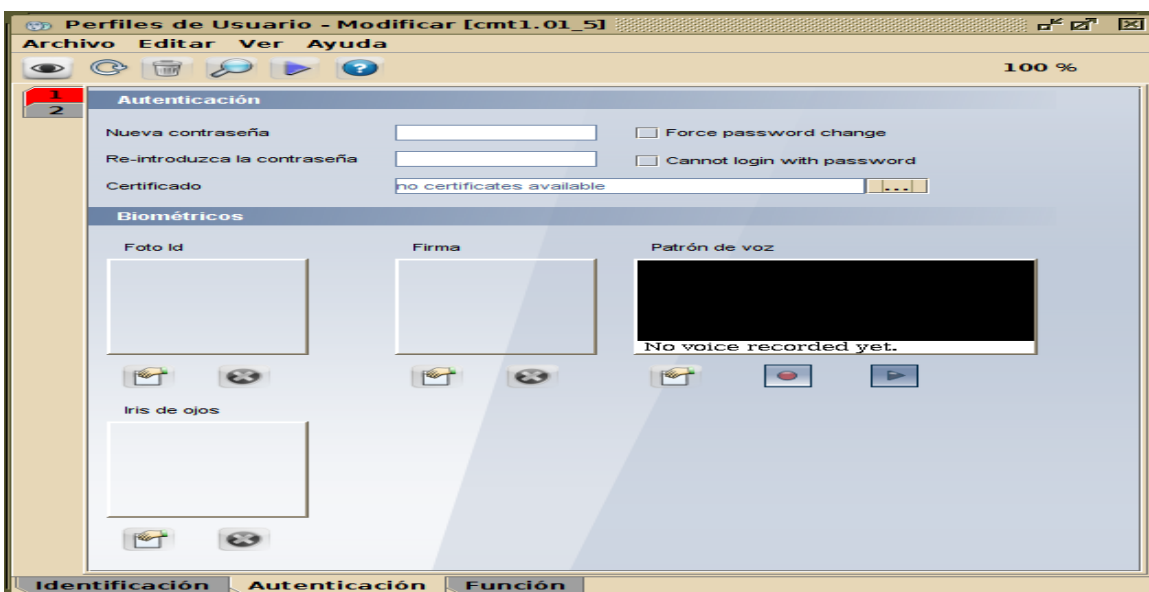 Perfiles de Usuario - Modificar [cmt1.01_5]
Archivo Editar Ver Ayuda
100 %
1
2
Autenticación
Nueva contraseña
Force password change
Re-introduzca la contraseña
Cannot login with password
Certificado
no certificates available
...
Biométricos
Foto Id
Firma
Patrón de voz
No voice recorded yet.
Iris de ojos
Identificación Autenticación Función